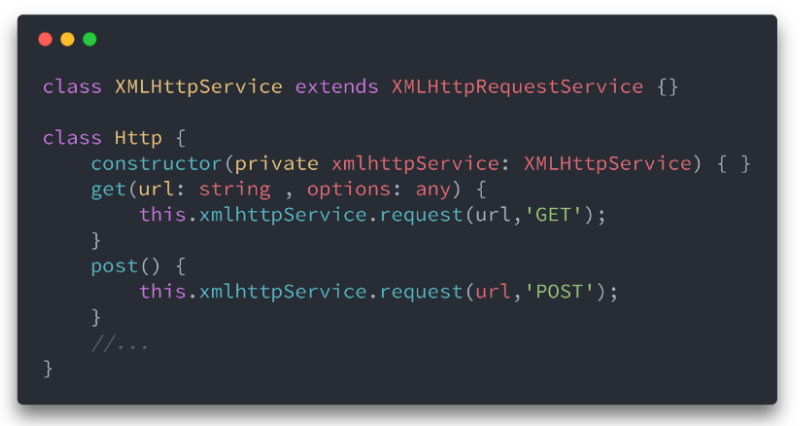 class XMLHttpService extends XMLHttpRequestService {}

class Http {
    constructor(private xmlhttpService: XMLHttpService) { }
    get(url: string , options: any) {
        this.xmlhttpService.request(url,'GET');
    }
    post() {
        this.xmlhttpService.request(url,'POST');
    }
    //...
}